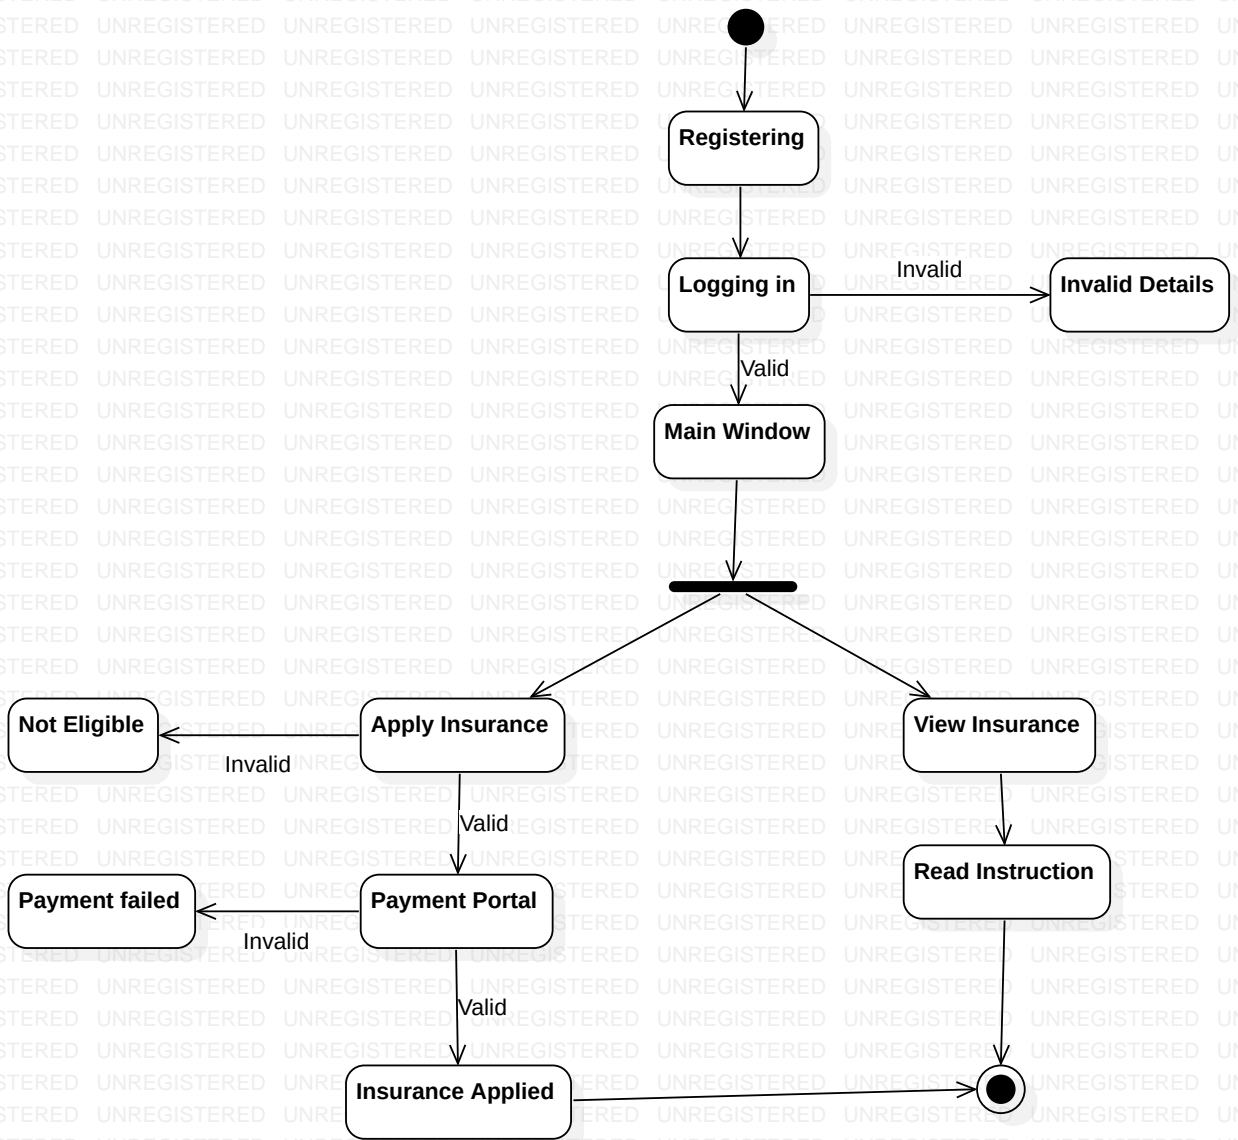 Registering
Logging in
Invalid
Invalid Details
Valid
Main Window
Not Eligible
Invalid
Apply Insurance
View Insurance
Valid
Read Instruction
Payment failed
Invalid
Payment Portal
Valid
Insurance Applied
UNREGISTERED